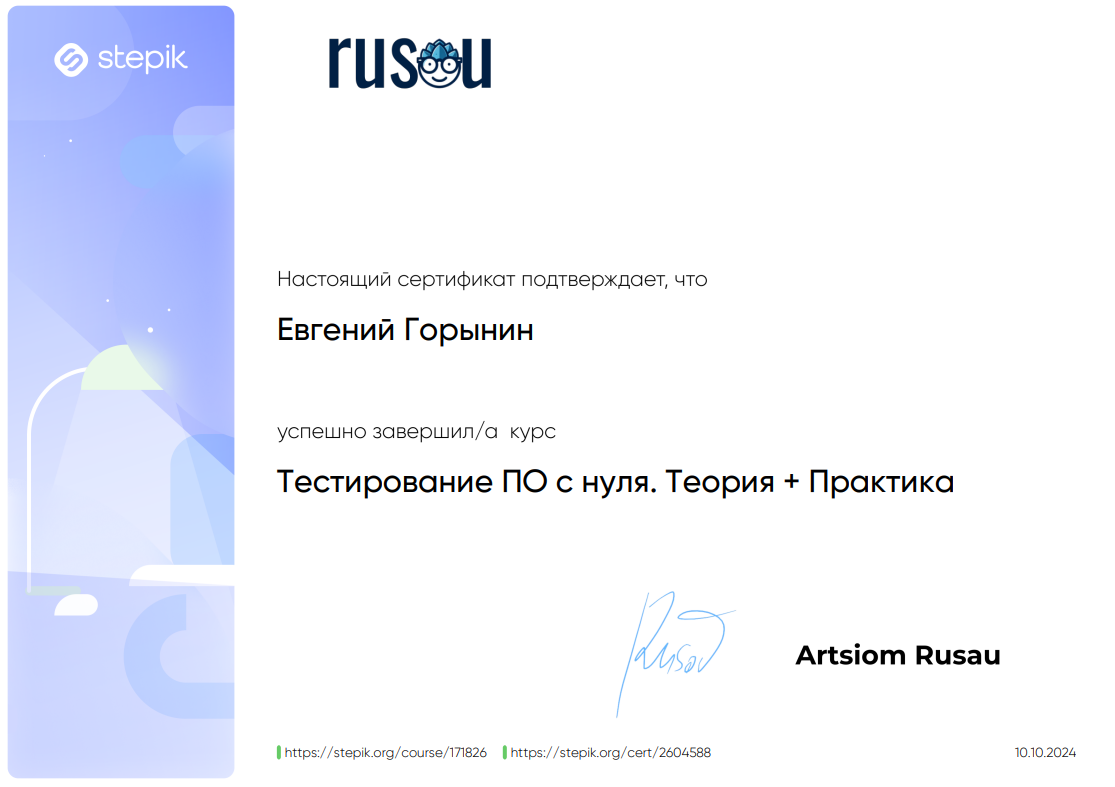 stepik
rusau
Настоящий сертификат подтверждает, что
Евгений Горынин
успешно завершил/а курс
Тестирование ПО с нуля. Теория + Практика
Rusau
Artsiom Rusau
https://stepik.org/course/171826 https://stepik.org/cert/2604588 10.10.2024